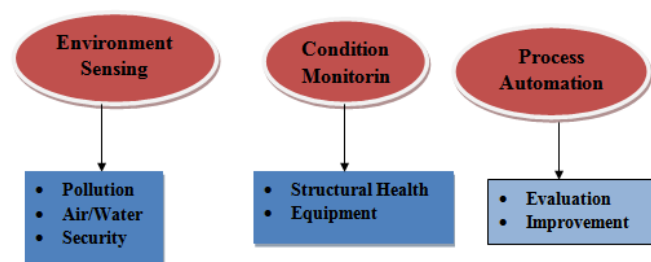 Environment
Sensing
Condition
Monitorin
Process
Automation
• Pollution
• Air/Water
• Security
• Structural Health
• Equipment
• Evaluation
• Improvement